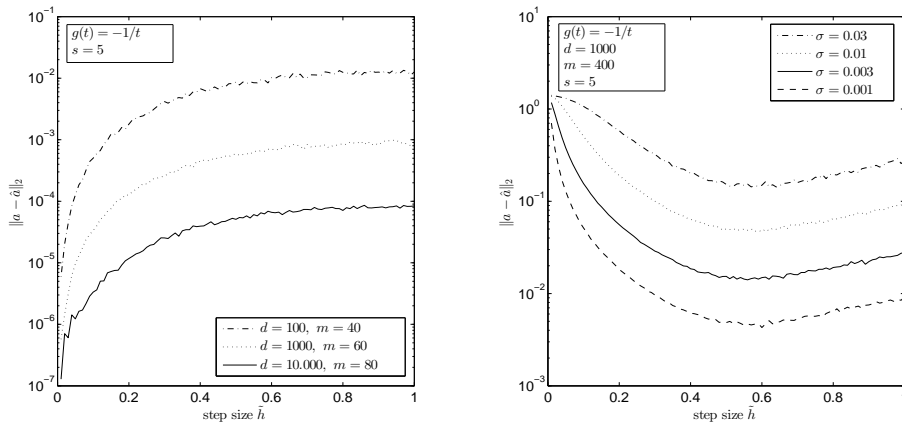 g(t) = −1/t
s = 5
10⁻¹
10⁻²
10⁻³
10⁻⁴
10⁻⁵
10⁻⁶
10⁻⁷
‖a − â‖₂
d = 100, m = 40
d = 1000, m = 60
d = 10.000, m = 80
0 0.2 0.4 0.6 0.8 1
step size h̃
g(t) = −1/t
d = 1000
m = 400
s = 5
σ = 0.03
σ = 0.01
σ = 0.003
σ = 0.001
10¹
10⁰
10⁻¹
10⁻²
10⁻³
‖a − â‖₂
0 0.2 0.4 0.6 0.8 1
step size h̃